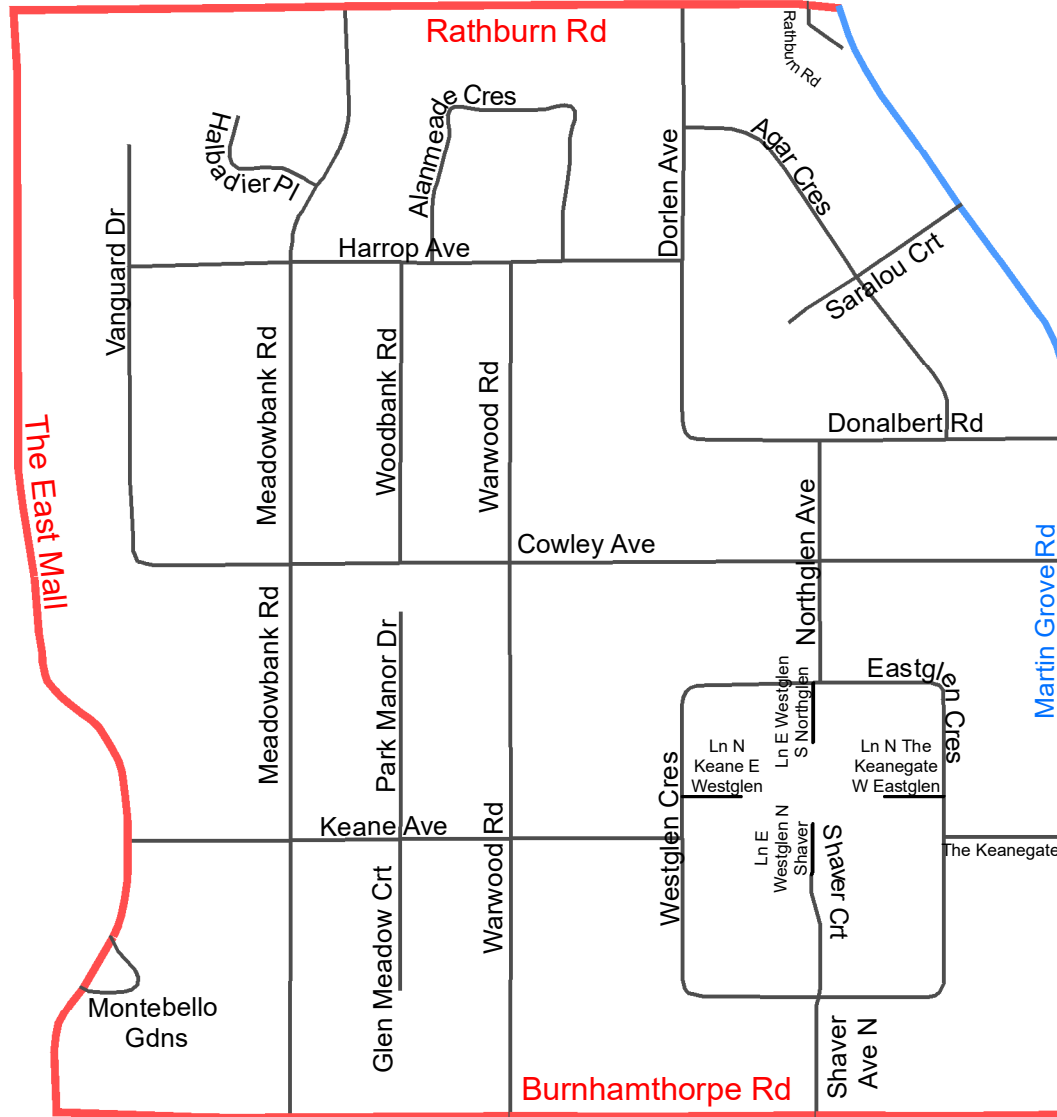 Rathburn Rd
Rathburn Rd
Alanmeade Cres
Halbadier Pl
Agar Cres
Dorlen Ave
Vanguard Dr
Harrop Ave
Saralou Crt
Meadowbank Rd
Woodbank Rd
Warwood Rd
Donalbert Rd
The East Mall
Northglen Ave
Cowley Ave
Martin Grove Rd
Meadowbank Rd
Park Manor Dr
Eastglen Cres
Ln E Westglen
S Northglen
Ln N
Keane E
Westglen
Ln N The
Keanegate
W Eastglen
Westglen Cres
Keane Ave
Warwood Rd
Ln E
Westglen N
Shaver
Shaver Crt
The Keanegate
Glen Meadow Crt
Montebello
Gdns
Shaver
Ave N
Burnhamthorpe Rd